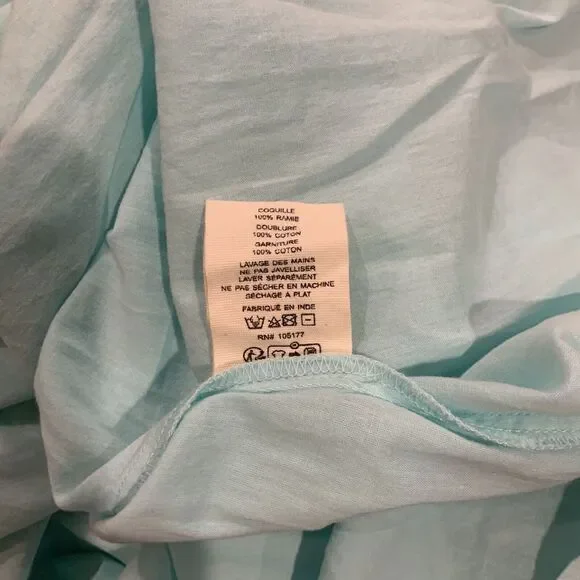 COQUILLE
100% RAMIE
DOUBLURE
100% COTON
GARNITURE
100% COTON
LAVAGE DES MAINS
NE PAS JAVELLISER
LAVER SÉPARÉMENT
NE PAS SÉCHER EN MACHINE
SÉCHAGE A PLAT
FABRIQUÉ EN INDE
RN# 105177